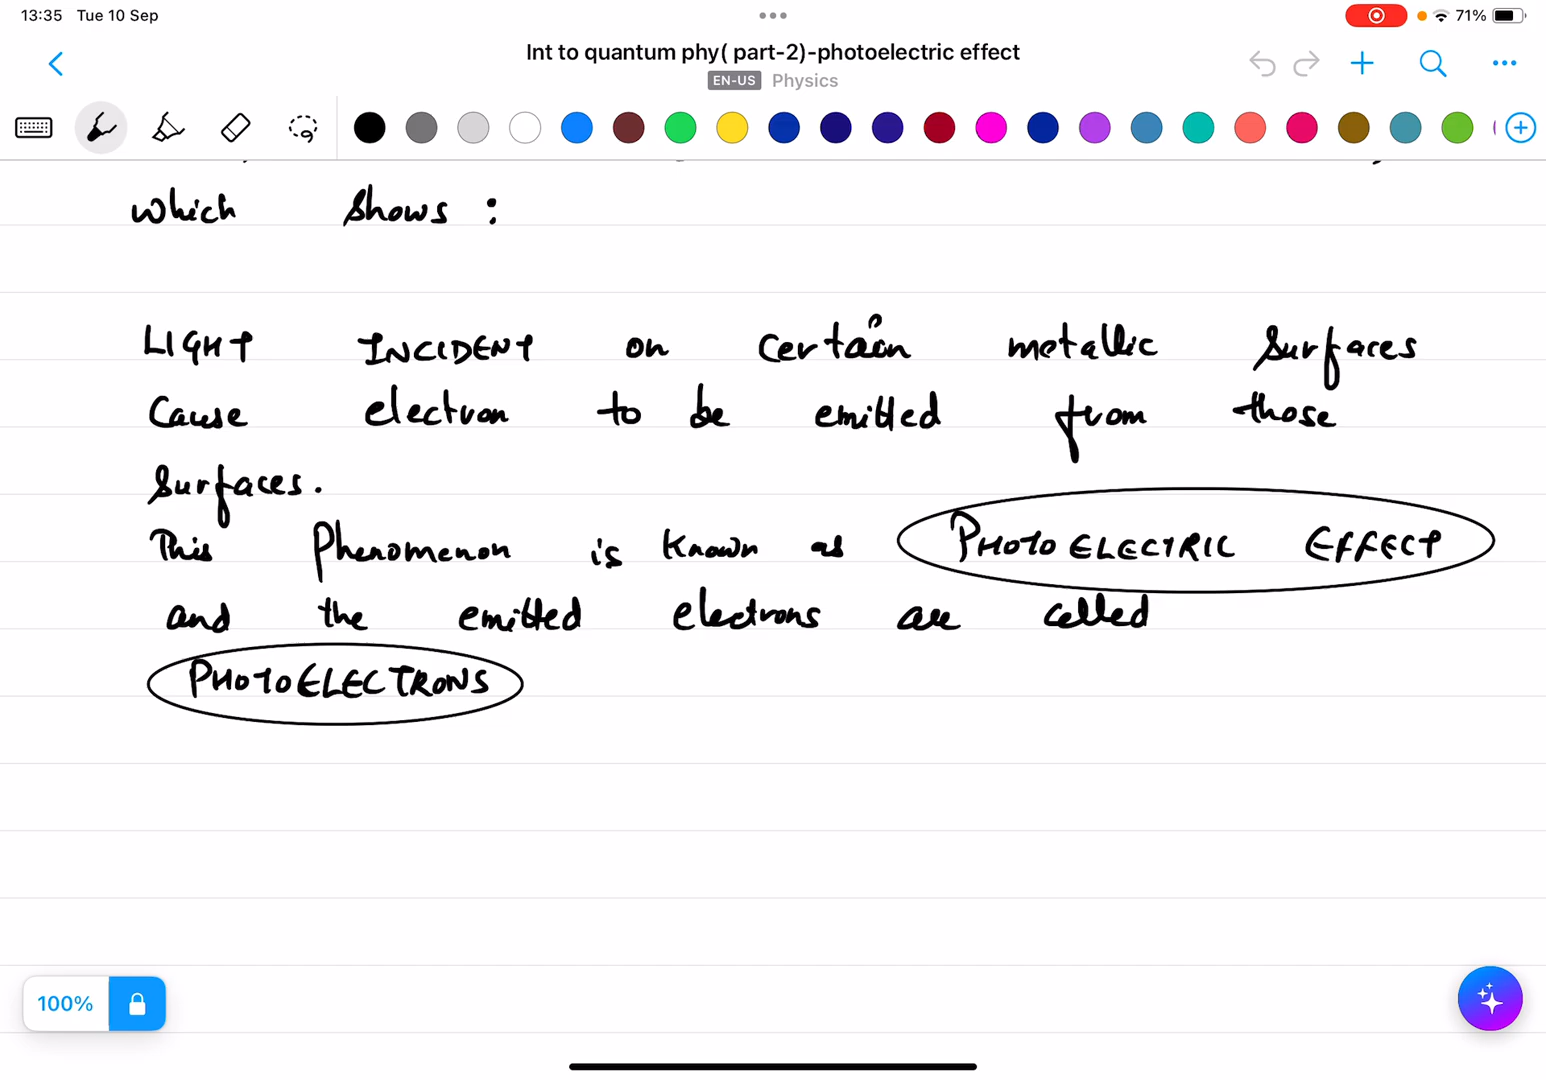 13:35 Tue 10 Sep
71%
Int to quantum phy( part-2)-photoelectric effect
EN-US Physics
which shows :
LIGHT INCIDENT on certain metallic surfaces
Cause electron to be emitted from those
surfaces.
This Phenomenon is known as PHOTOELECTRIC EFFECT
and the emitted electrons are called
PHOTOELECTRONS
100%